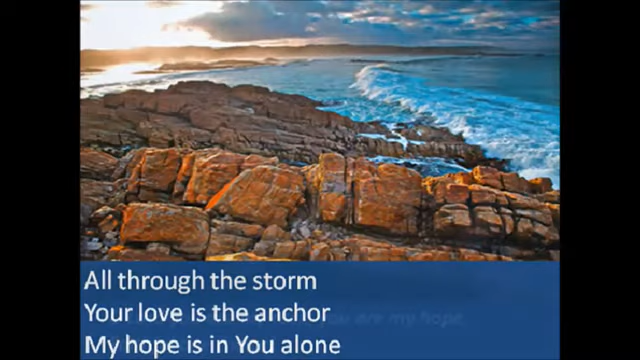 All through the storm
Your love is the anchor
My hope is in You alone